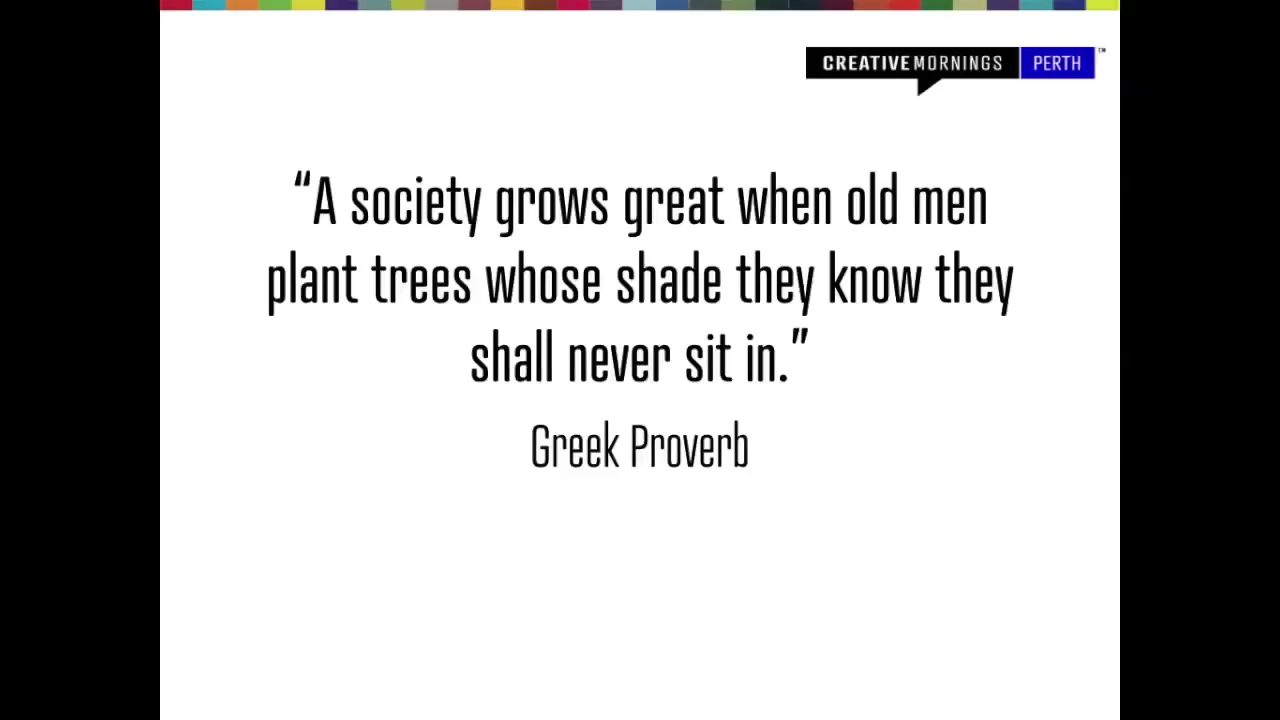 CREATIVEMORNINGS PERTH ™
“A society grows great when old men
plant trees whose shade they know they
shall never sit in.”
Greek Proverb